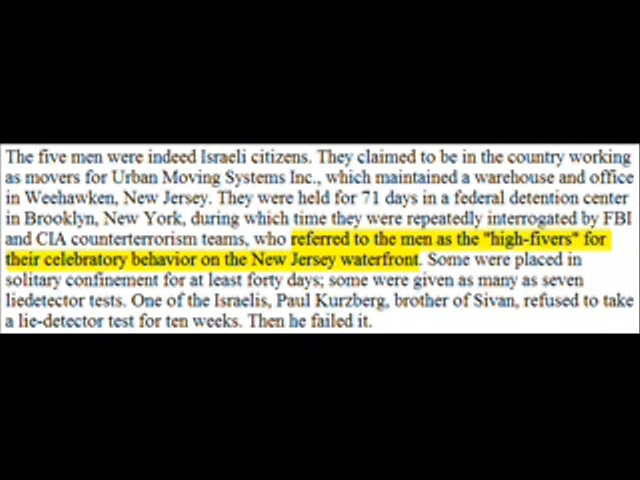 The five men were indeed Israeli citizens. They claimed to be in the country working
as movers for Urban Moving Systems Inc., which maintained a warehouse and office
in Weehawken, New Jersey. They were held for 71 days in a federal detention center
in Brooklyn, New York, during which time they were repeatedly interrogated by FBI
and CIA counterterrorism teams, who referred to the men as the "high-fivers" for
their celebratory behavior on the New Jersey waterfront. Some were placed in
solitary confinement for at least forty days; some were given as many as seven
liedetector tests. One of the Israelis, Paul Kurzberg, brother of Sivan, refused to take
a lie-detector test for ten weeks. Then he failed it.